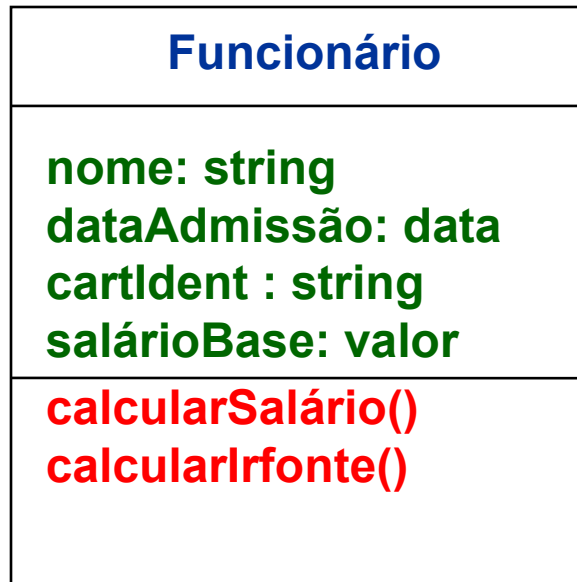 Funcionário
nome: string
dataAdmissão: data
cartIdent : string
salárioBase: valor
calcularSalário()
calcularIrfonte()